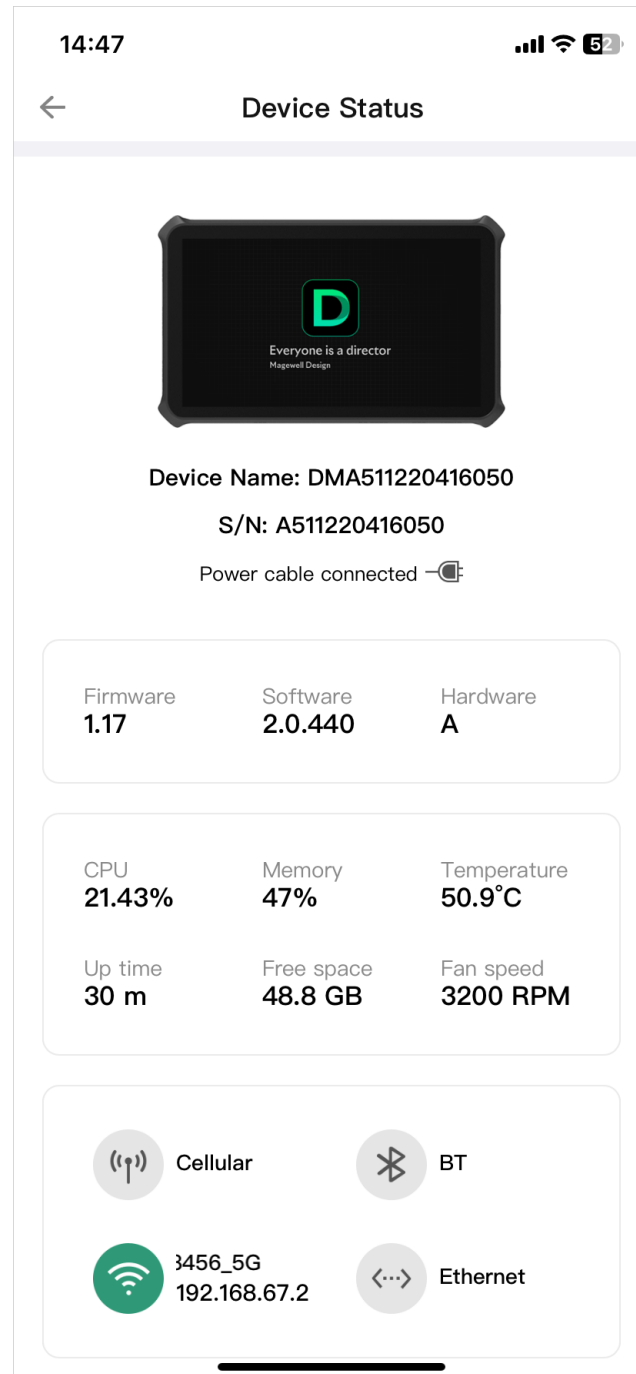 14:47
52
Device Status
D
Everyone is a director
Magewell Design
Device Name: DMA511220416050
S/N: A511220416050
Power cable connected
Firmware Software Hardware
1.17 2.0.440 A
CPU Memory Temperature
21.43% 47% 50.9°C
Up time Free space Fan speed
30 m 48.8 GB 3200 RPM
Cellular BT
3456_5G
192.168.67.2 Ethernet